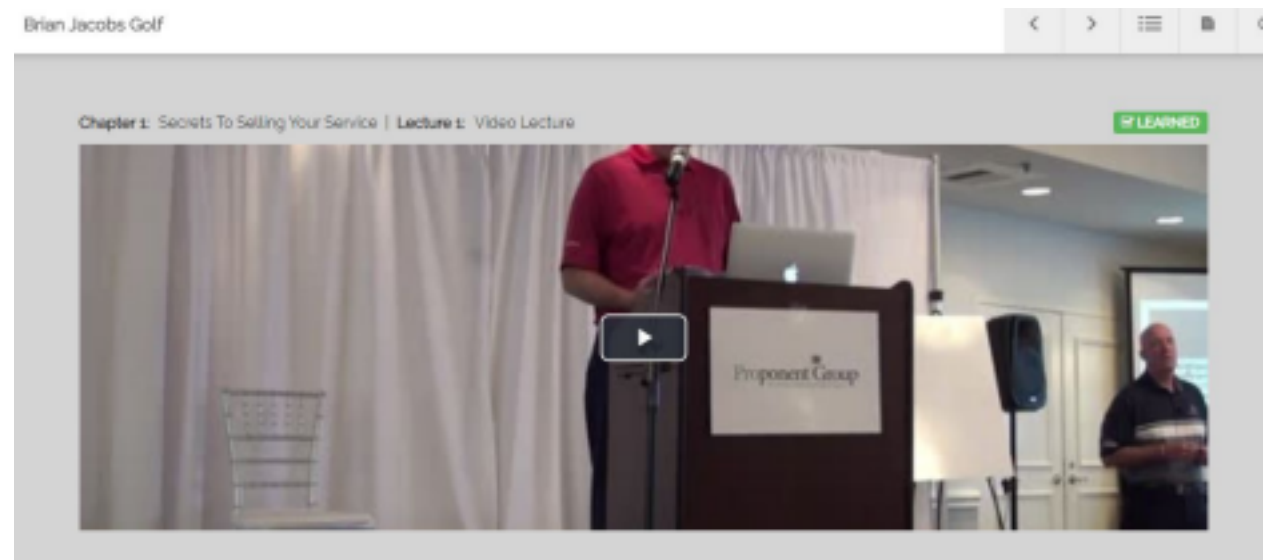 Brian Jacobs Golf
Chapter 1: Secrets To Selling Your Service | Lecture 1: Video Lecture
LEARNED
Proponent Group